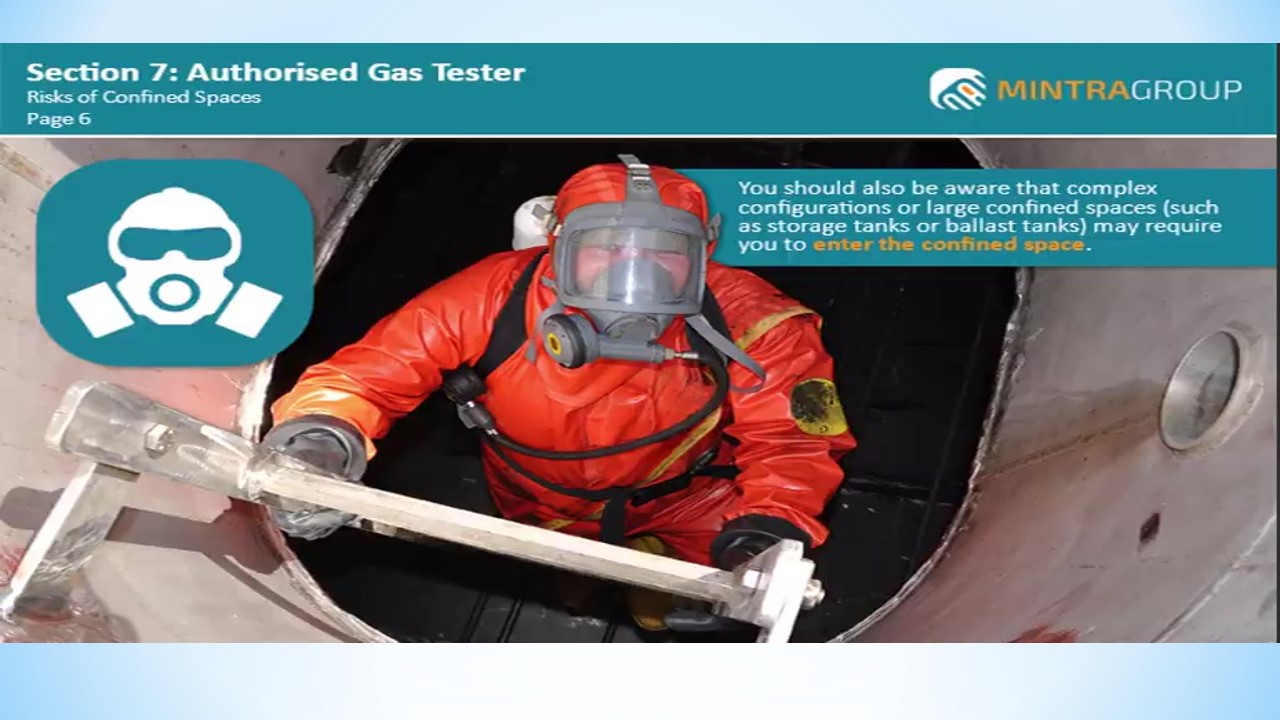 Section 7: Authorised Gas Tester
Risks of Confined Spaces
Page 6
MINTRAGROUP
You should also be aware that complex
configurations or large confined spaces (such
as storage tanks or ballast tanks) may require
you to enter the confined space.